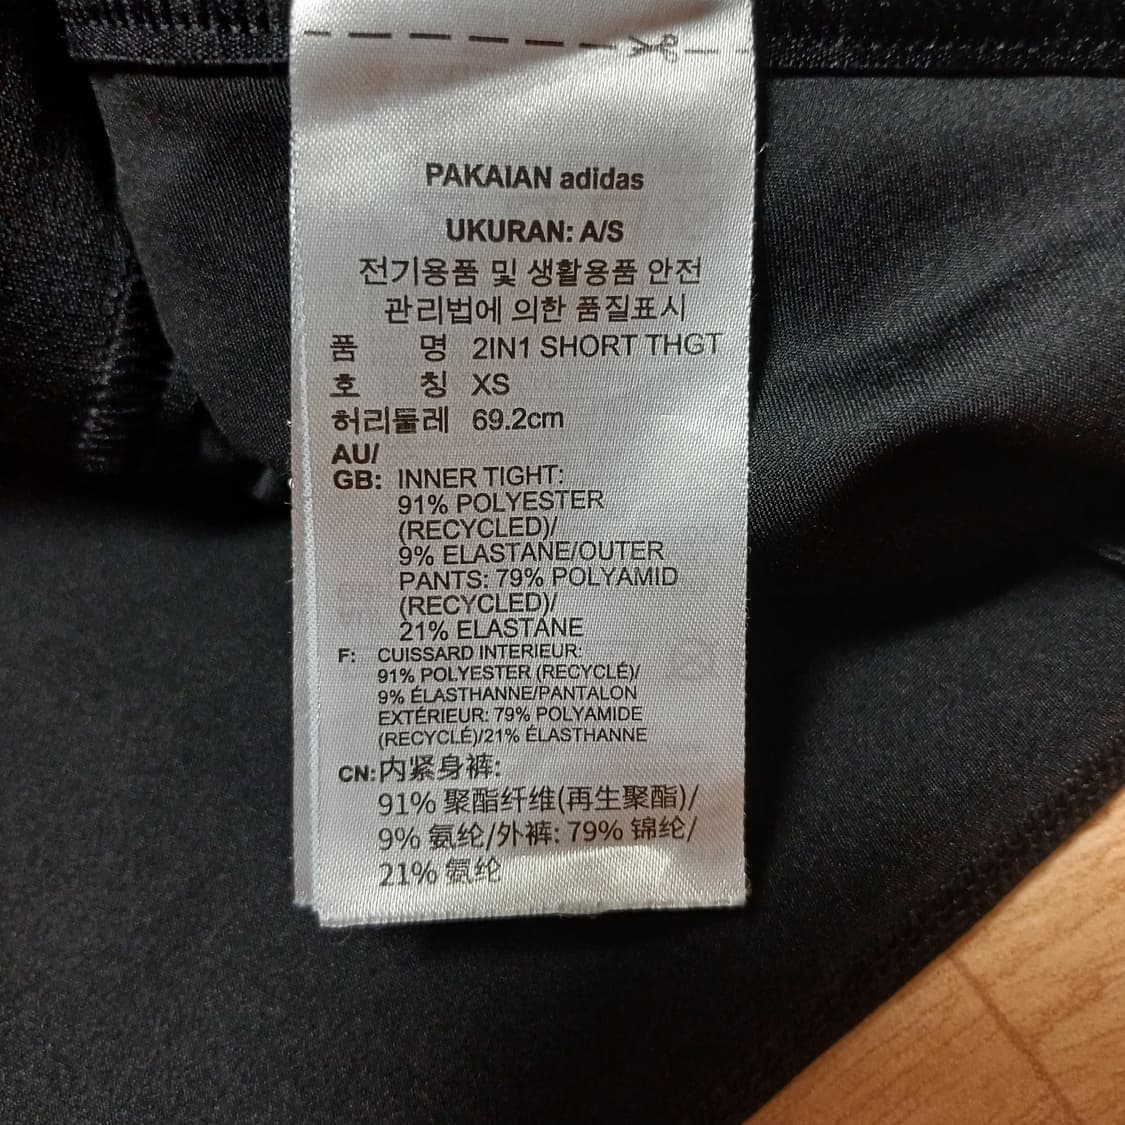 PAKAIAN adidas
UKURAN: A/S
전기용품 및 생활용품 안전
관리법에 의한 품질표시
품 명 2IN1 SHORT THGT
호 칭 XS
허리둘레 69.2cm
AU/
GB: INNER TIGHT:
91% POLYESTER
(RECYCLED)/
9% ELASTANE/OUTER
PANTS: 79% POLYAMID
(RECYCLED)/
21% ELASTANE
F: CUISSARD INTERIEUR:
91% POLYESTER (RECYCLÉ)/
9% ÉLASTHANNE/PANTALON
EXTÉRIEUR: 79% POLYAMIDE
(RECYCLÉ)/21% ÉLASTHANNE
CN:内紧身裤:
91% 聚酯纤维(再生聚酯)/
9% 氨纶/外裤: 79% 锦纶/
21% 氨纶